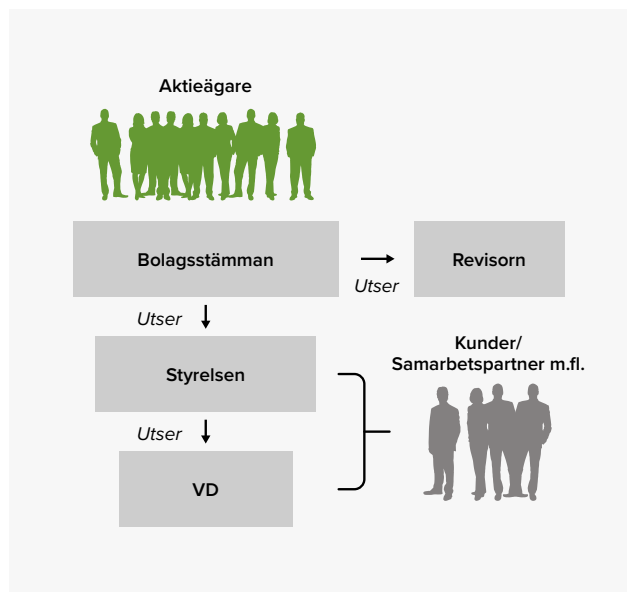 Aktieägare
Bolagsstämman
Utser
Revisorn
Utser
Styrelsen
Kunder/
Samarbetspartner m.fl.
Utser
VD